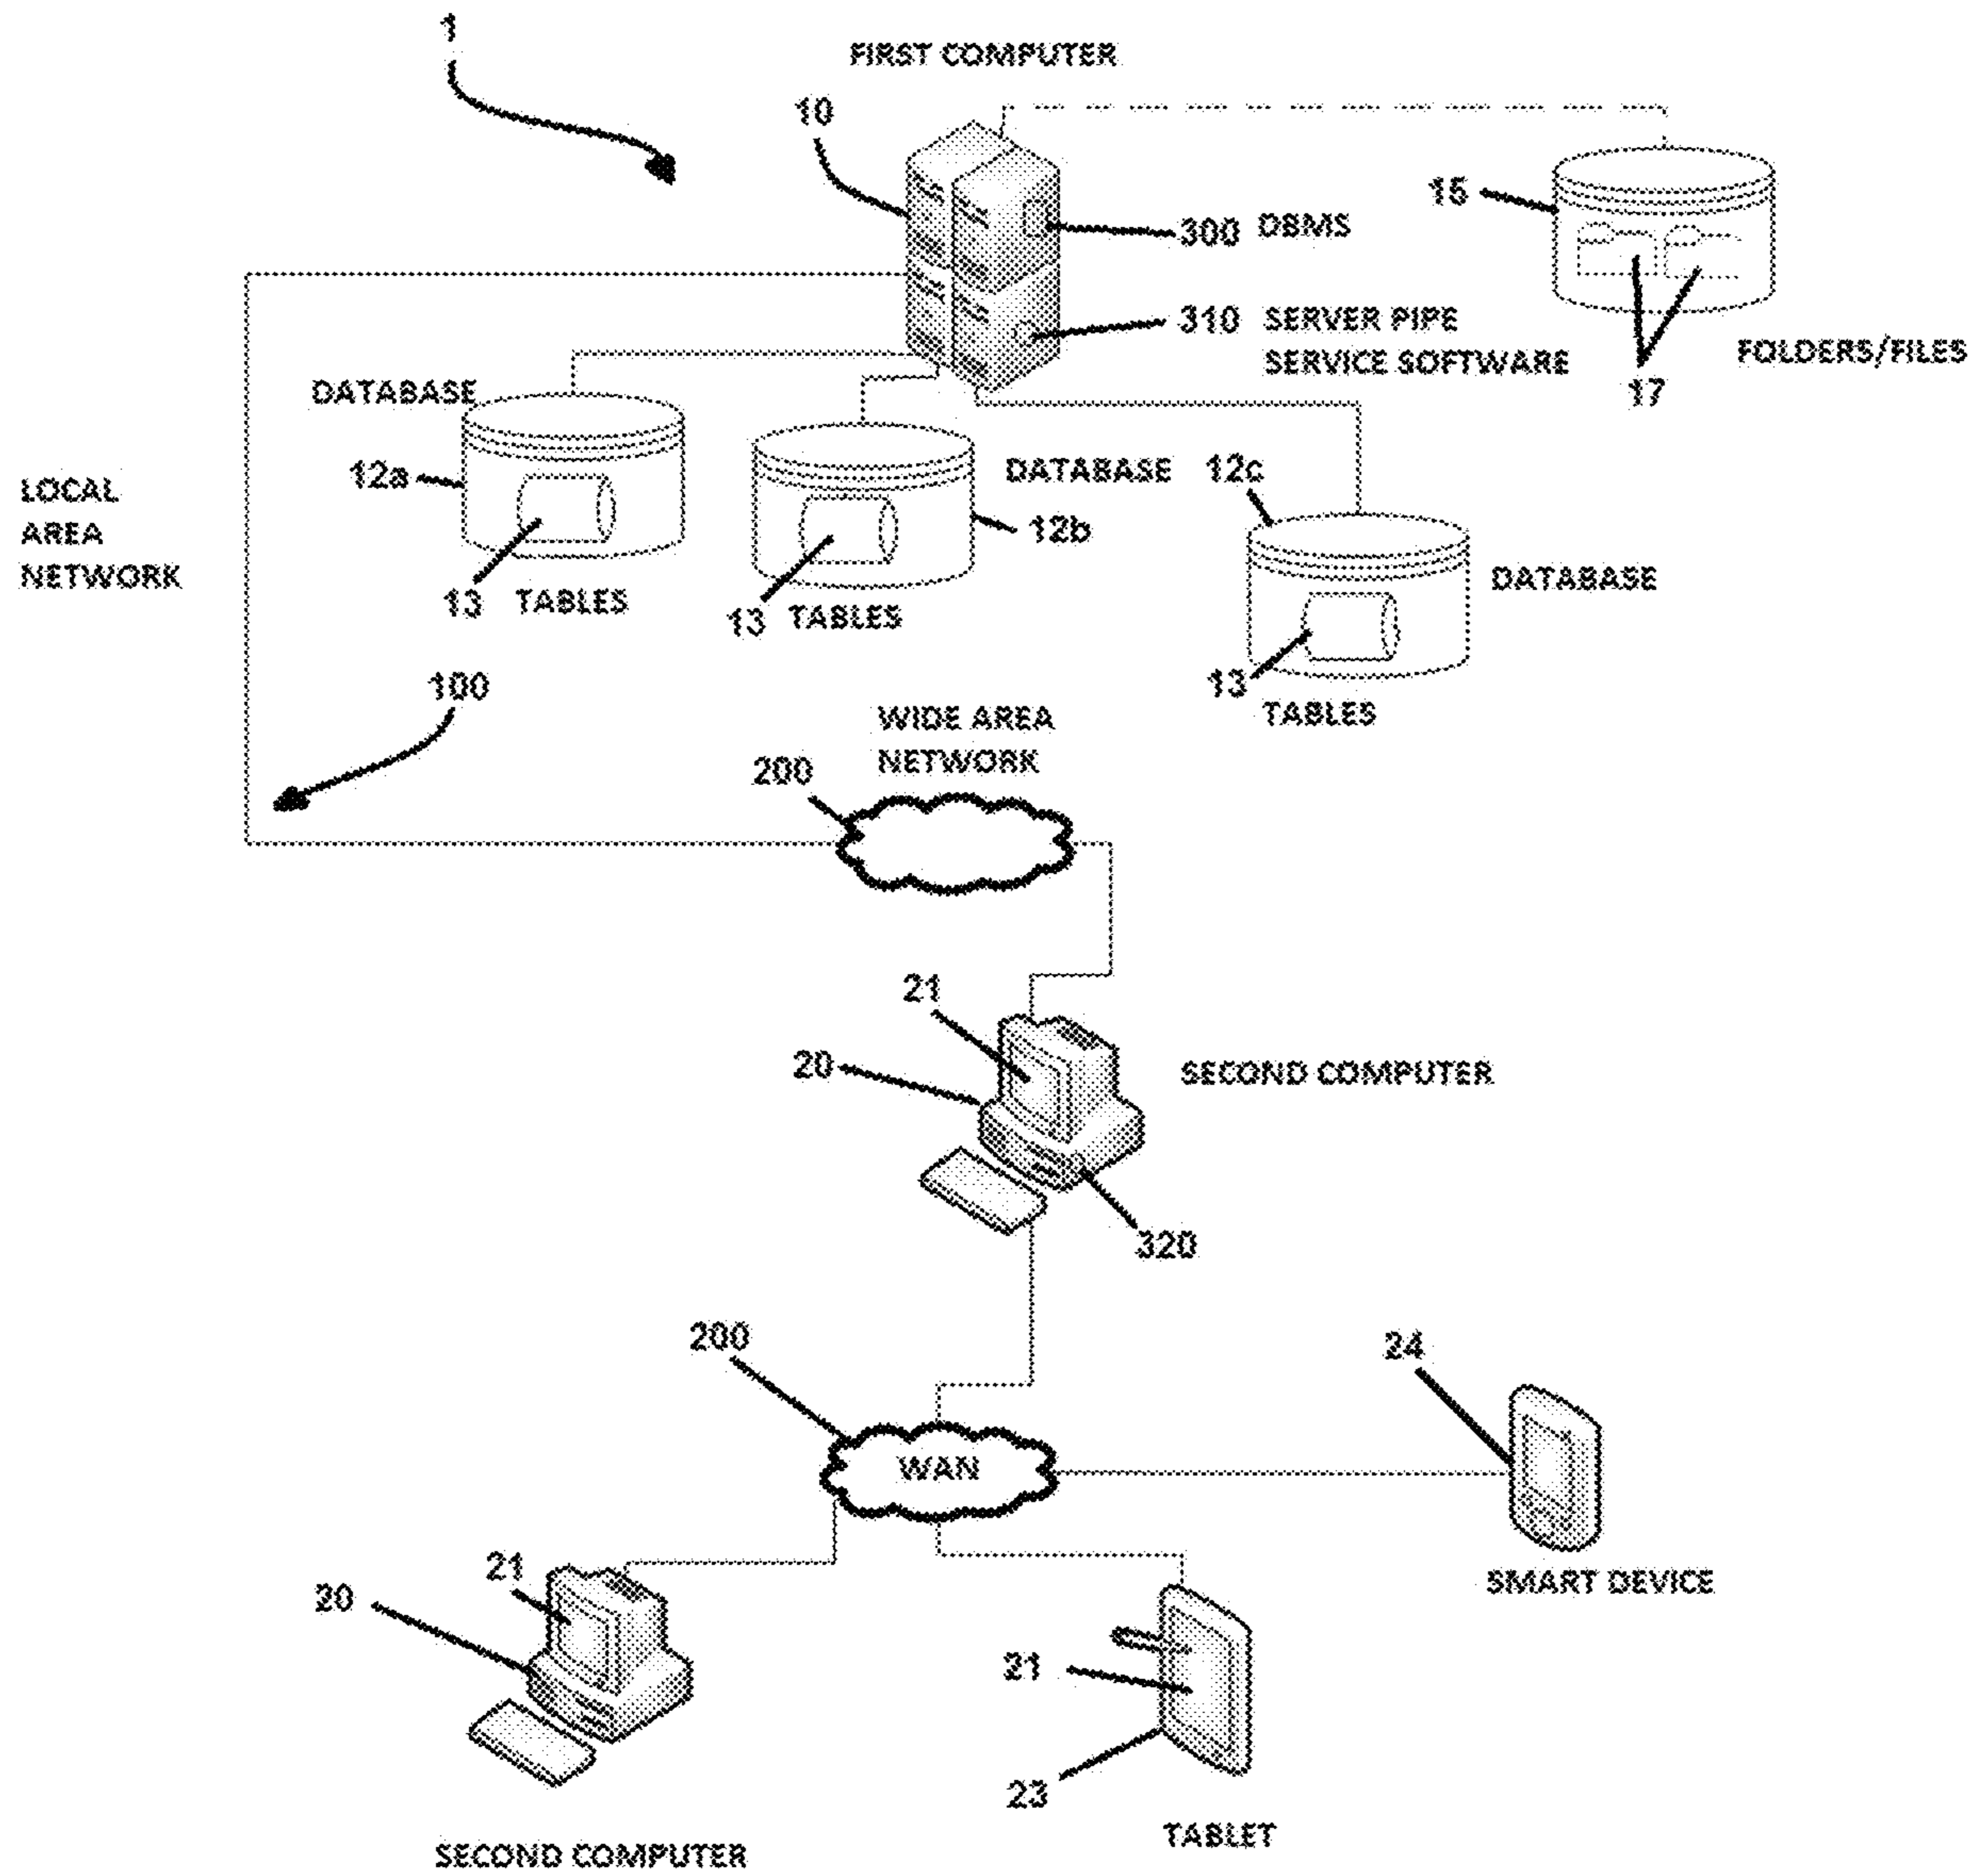 1
FIRST COMPUTER
10
15
300 DBMS
310 SERVER PIPE
SERVICE SOFTWARE
FOLDERS/FILES
17
DATABASE
12a
DATABASE 12c
12b
LOCAL
AREA
NETWORK
DATABASE
13 TABLES
13 TABLES
13
TABLES
100
WIDE AREA
NETWORK
200
21
20
SECOND COMPUTER
320
200
24
WAN
21
20
SMART DEVICE
21
23
TABLET
SECOND COMPUTER